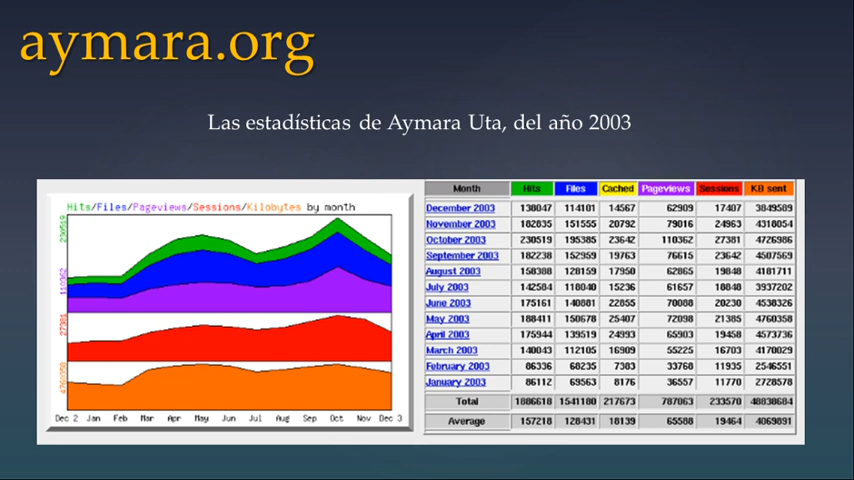 aymara.org
Las estadísticas de Aymara Uta, del año 2003
Hits/Files/Pageviews/Sessions/Kilobytes by month
230519
110362
27381
4760358
Dec 2 Jan Feb Mar Apr May Jun Jul Aug Sep Oct Nov Dec 3
Month Hits Files Cached Pageviews Sessions KB sent
December 2003 138047 114101 14567 62909 17407 3849589
November 2003 182835 151555 20792 79016 24963 4318054
October 2003 230519 195385 23642 110362 27381 4726986
September 2003 182238 152959 19763 76615 23642 4507569
August 2003 158388 128159 17950 62865 19848 4181711
July 2003 142584 118040 15236 61657 18848 3937202
June 2003 175161 140881 22855 70088 20230 4538326
May 2003 188411 150678 25407 72098 21385 4760358
April 2003 175944 139519 24993 65903 19458 4573736
March 2003 140043 112105 16909 55225 16703 4170029
February 2003 86336 68235 7383 33768 11935 2546551
January 2003 86112 69563 8176 36557 11770 2728578
Total 1886618 1541180 217673 787063 233570 48838684
Average 157218 128431 18139 65588 19464 4069891